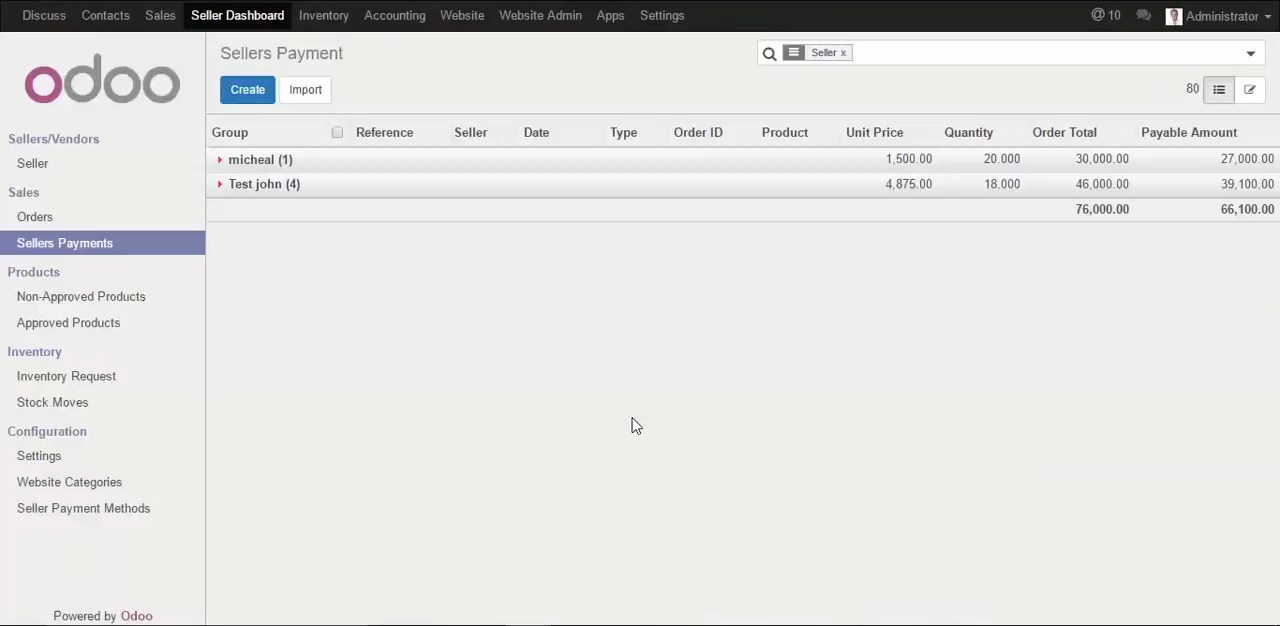 Discuss Contacts Sales Seller Dashboard Inventory Accounting Website Website Admin Apps Settings @ 10 Administrator
odoo
Sellers Payment
Seller x
Create Import
80
Sellers/Vendors
Seller
Sales
Orders
Sellers Payments
Products
Non-Approved Products
Approved Products
Inventory
Inventory Request
Stock Moves
Configuration
Settings
Website Categories
Seller Payment Methods
Powered by Odoo
Group Reference Seller Date Type Order ID Product Unit Price Quantity Order Total Payable Amount
micheal (1) 1,500.00 20.000 30,000.00 27,000.00
Test john (4) 4,875.00 18.000 46,000.00 39,100.00
76,000.00 66,100.00